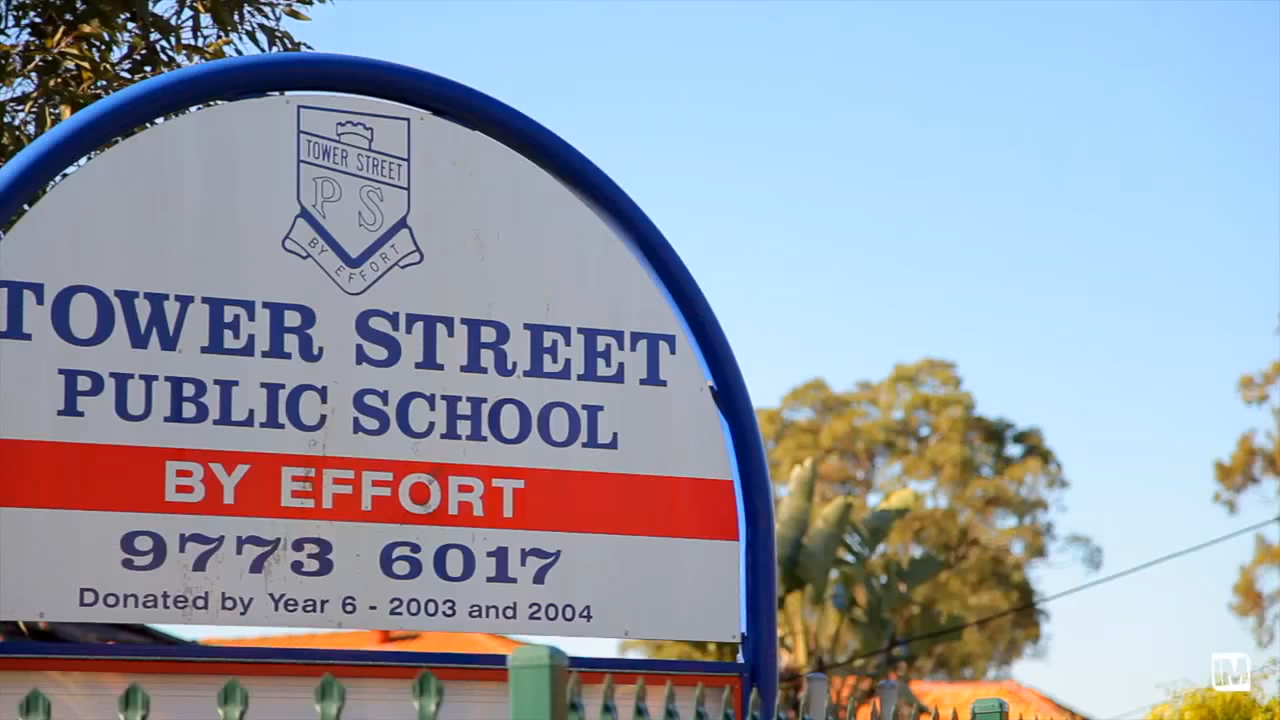 TOWER STREET
P S
BY EFFORT
TOWER STREET
PUBLIC SCHOOL
BY EFFORT
9773 6017
Donated by Year 6 - 2003 and 2004
IM